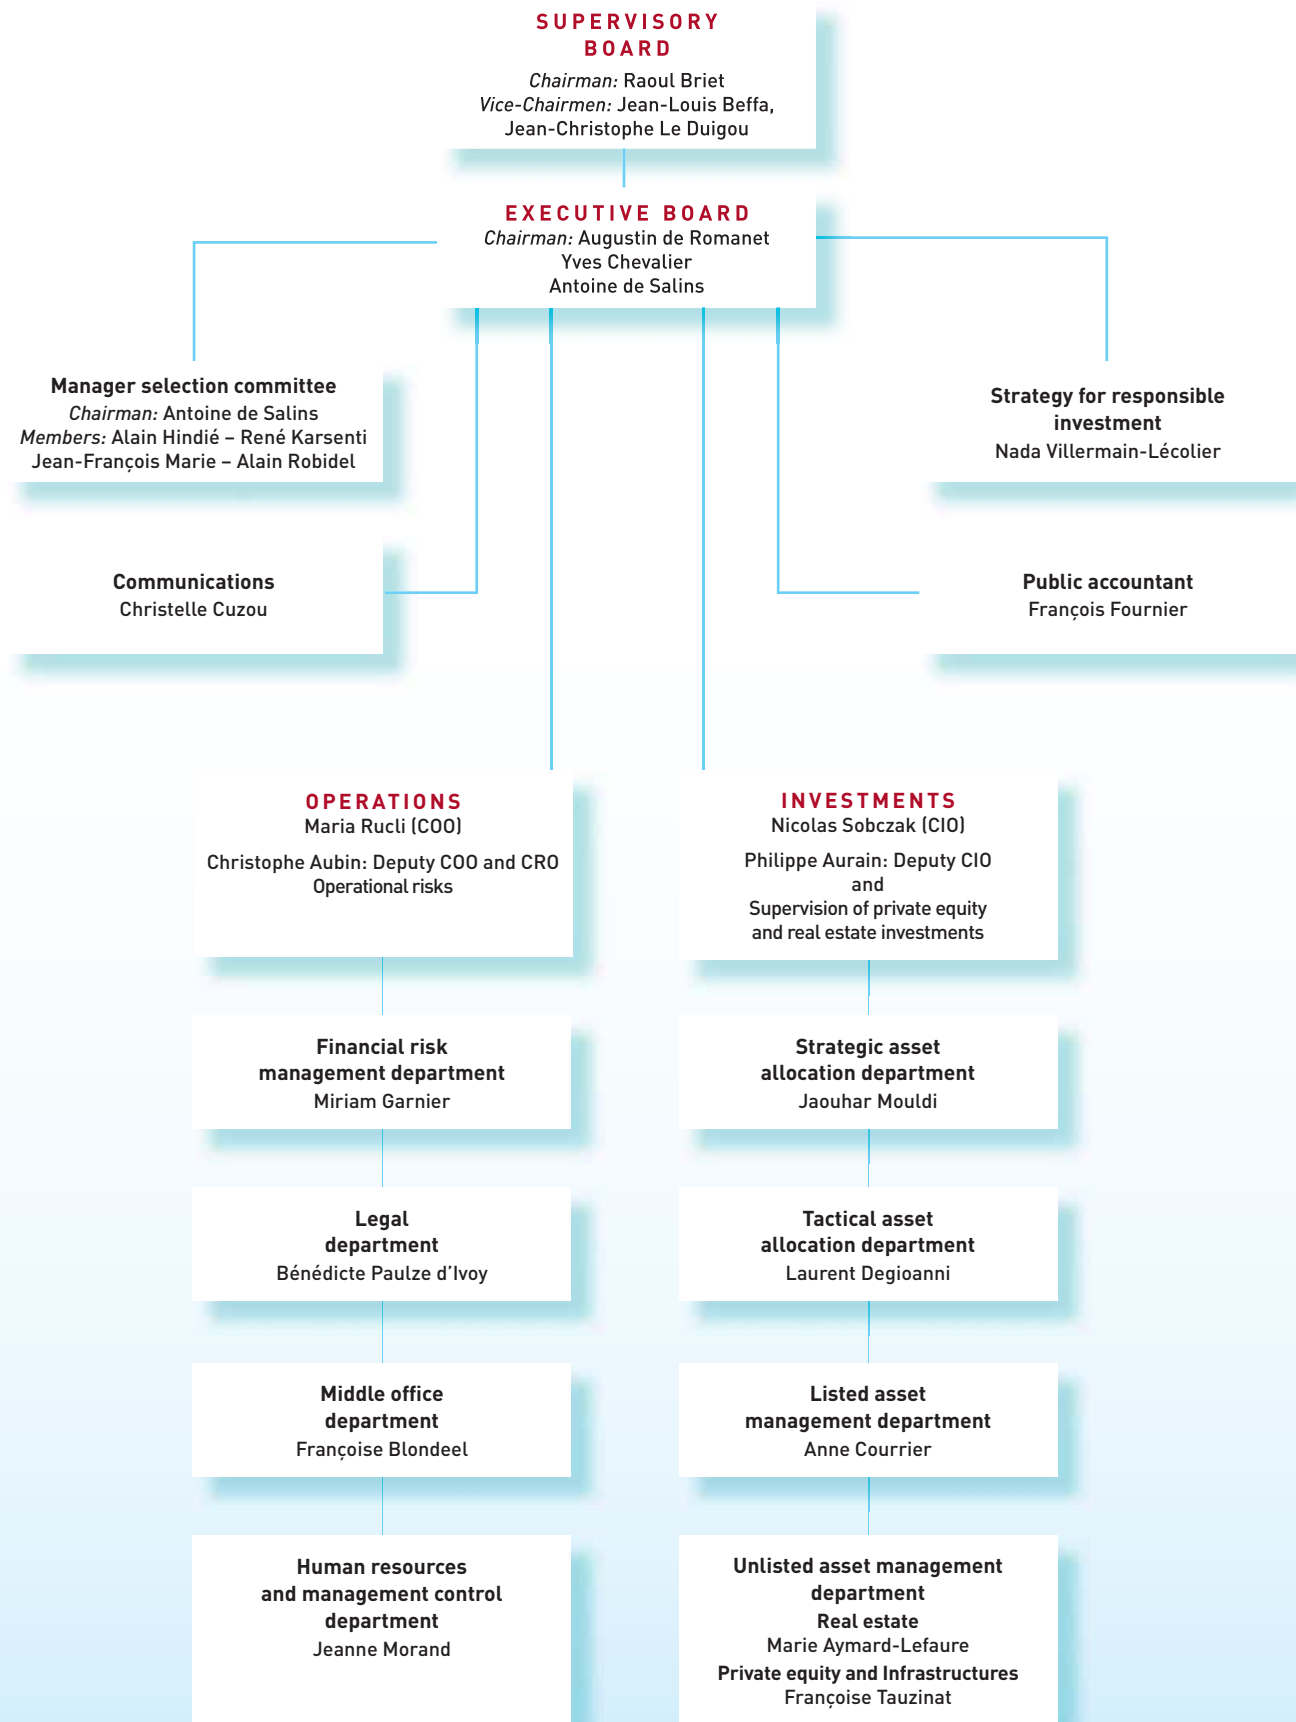 SUPERVISORY
BOARD
Chairman: Raoul Briet
Vice-Chairmen: Jean-Louis Beffa,
Jean-Christophe Le Duigou
EXECUTIVE BOARD
Chairman: Augustin de Romanet
Yves Chevalier
Antoine de Salins
Manager selection committee
Chairman: Antoine de Salins
Members: Alain Hindié – René Karsenti
Jean-François Marie – Alain Robidel
Strategy for responsible
investment
Nada Villermain-Lécolier
Communications
Christelle Cuzou
Public accountant
François Fournier
OPERATIONS
Maria Rucli (COO)
Christophe Aubin: Deputy COO and CRO
Operational risks
INVESTMENTS
Nicolas Sobczak (CIO)
Philippe Aurain: Deputy CIO
and
Supervision of private equity
and real estate investments
Financial risk
management department
Miriam Garnier
Strategic asset
allocation department
Jaouhar Mouldi
Legal
department
Bénédicte Paulze d’Ivoy
Tactical asset
allocation department
Laurent Degioanni
Middle office
department
Françoise Blondeel
Listed asset
management department
Anne Courrier
Human resources
and management control
department
Jeanne Morand
Unlisted asset management
department
Real estate
Marie Aymard-Lefaure
Private equity and Infrastructures
Françoise Tauzinat